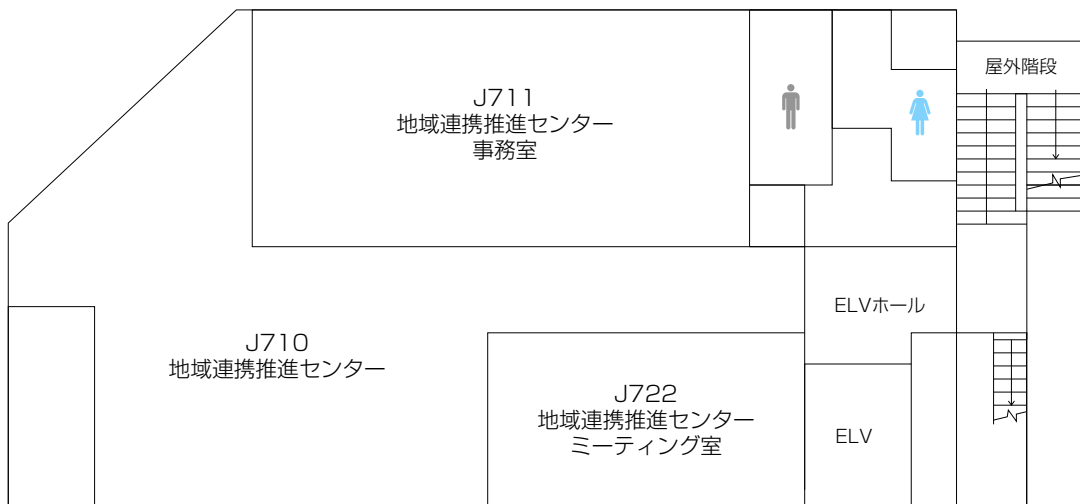 屋外階段
J711
地域連携推進センター
事務室
ELVホール
J710
地域連携推進センター
J722
地域連携推進センター
ミーティング室
ELV